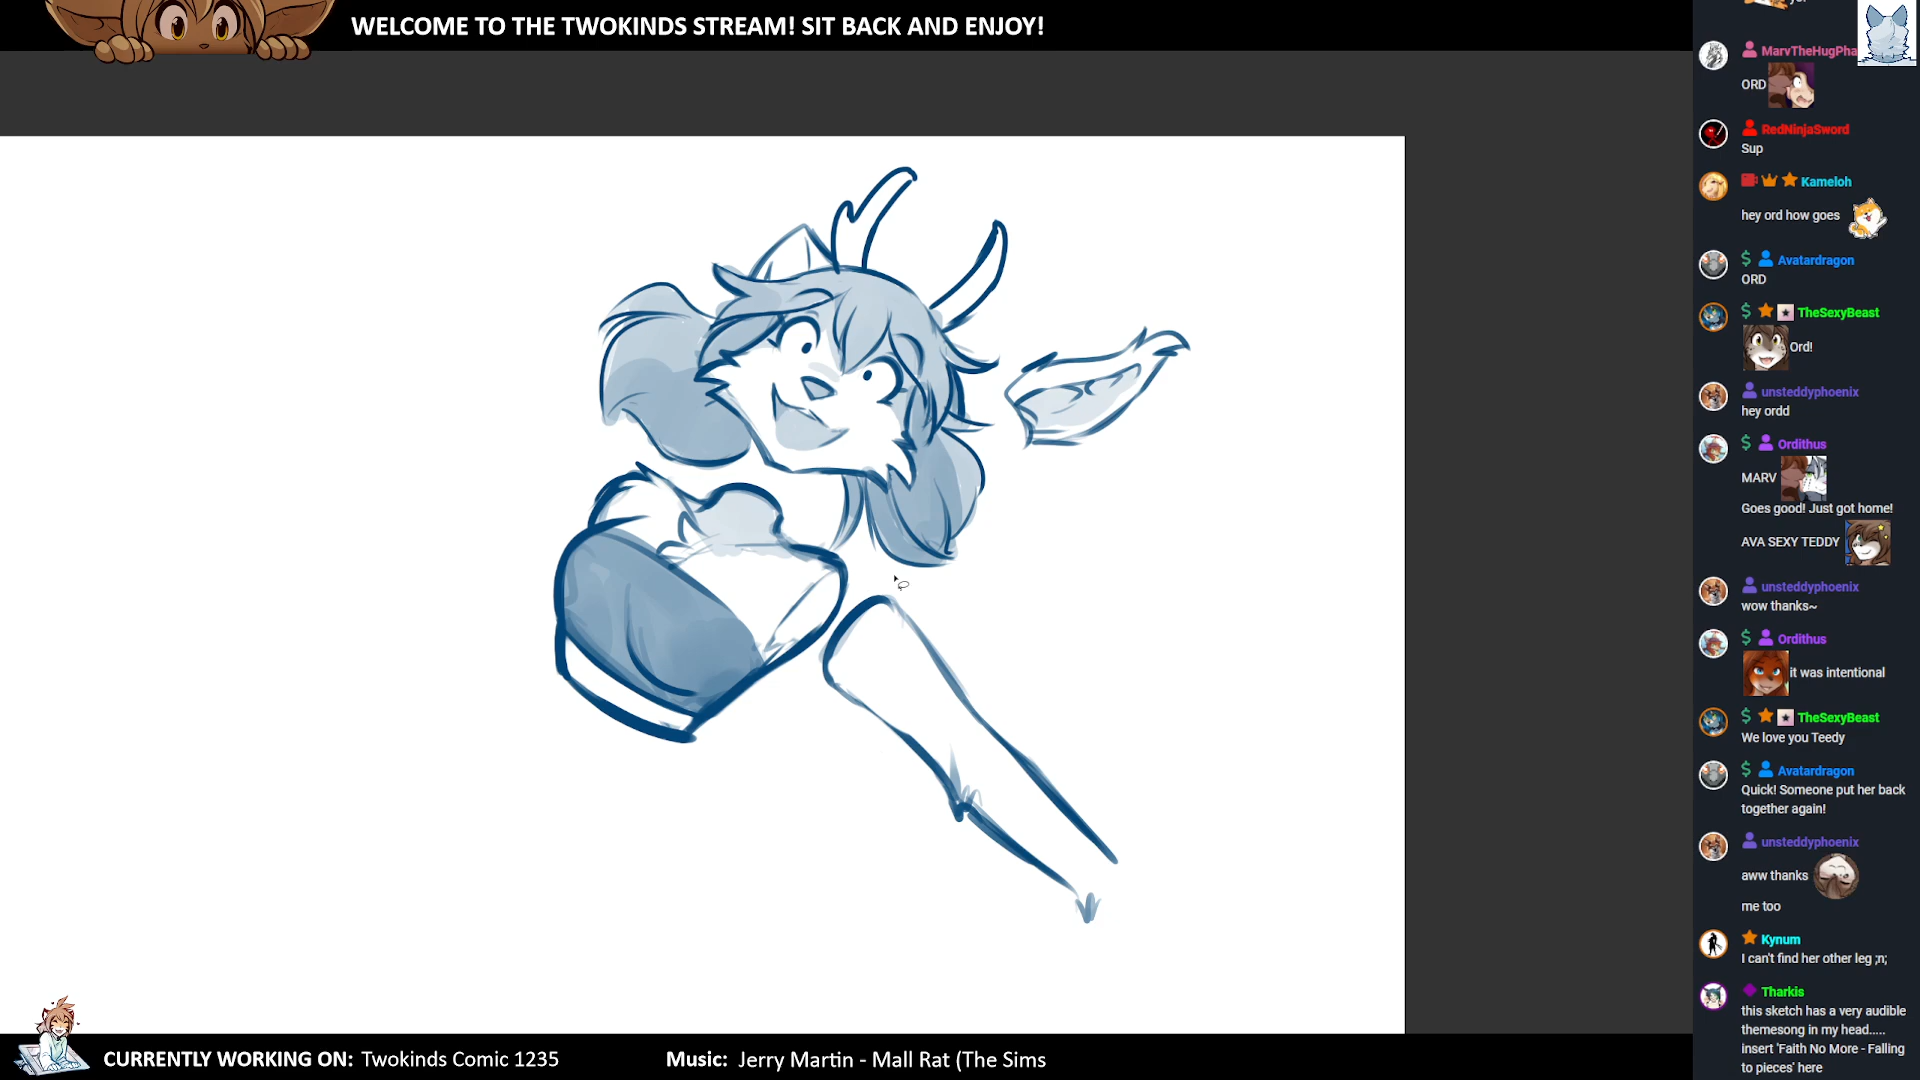 WELCOME TO THE TWOKINDS STREAM! SIT BACK AND ENJOY!
MarvTheHugPha
ORD
RedNinjaSword
Sup
Kameloh
hey ord how goes
Avatardragon
ORD
TheSexyBeast
Ord!
unsteddyphoenix
hey ordd
Ordithus
MARV
Goes good! Just got home!
AVA SEXY TEDDY
unsteddyphoenix
wow thanks~
Ordithus
it was intentional
TheSexyBeast
We love you Teedy
Avatardragon
Quick! Someone put her back
together again!
unsteddyphoenix
aww thanks
me too
Kynum
I can't find her other leg ;n;
Tharkis
this sketch has a very audible
themesong in my head.....
insert 'Faith No More - Falling
to pieces' here
CURRENTLY WORKING ON: Twokinds Comic 1235
Music: Jerry Martin - Mall Rat (The Sims